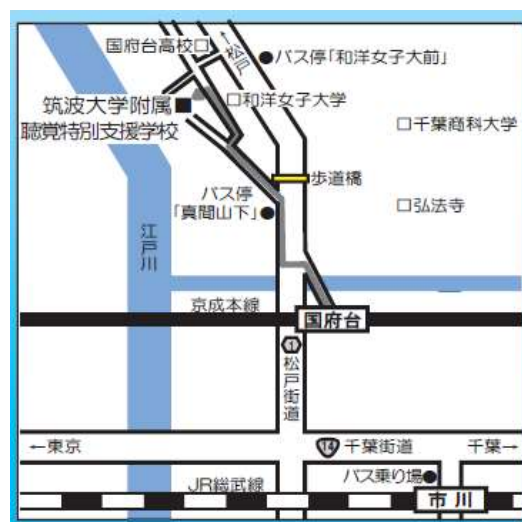 国府台高校
←松戸
バス停「和洋女子大前」
筑波大学附属
聴覚特別支援学校
和洋女子大学
千葉商科大学
歩道橋
バス停
「真間山下」
弘法寺
江戸川
京成本線
国府台
1
松戸街道
←東京
14
千葉街道
千葉→
バス乗り場
JR総武線
市川